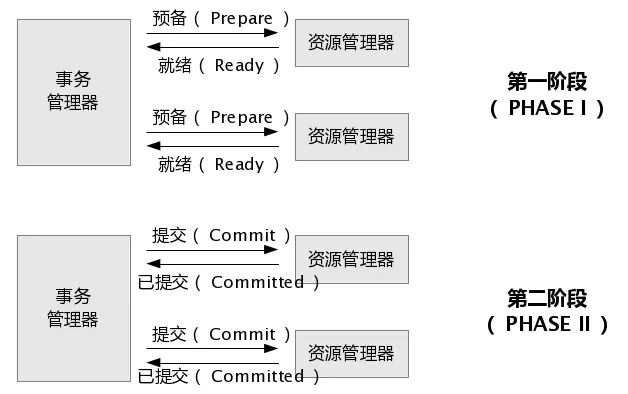 预备（ Prepare ）
资源管理器
就绪（ Ready ）
事务
管理器
第一阶段
（ PHASE I ）
预备（ Prepare ）
资源管理器
就绪（ Ready ）
提交（ Commit ）
资源管理器
已提交（ Committed ）
事务
管理器
第二阶段
（ PHASE II ）
提交（ Commit ）
资源管理器
已提交（ Committed ）